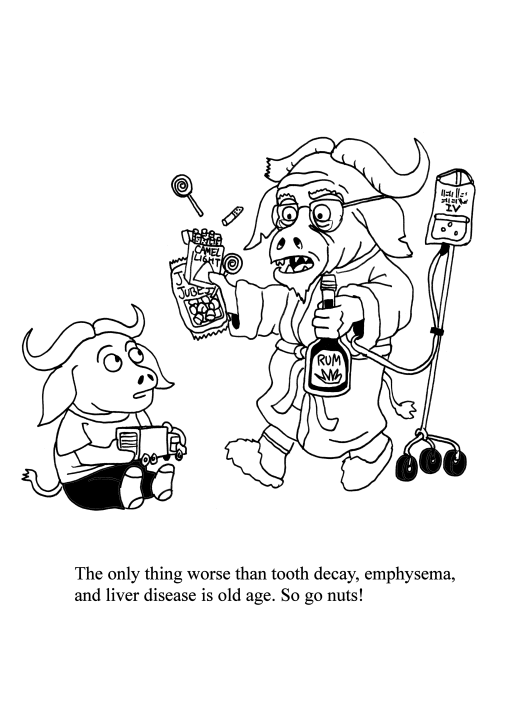 CAMEL
LIGHT
JUBE
IV
RUM
The only thing worse than tooth decay, emphysema,
and liver disease is old age. So go nuts!